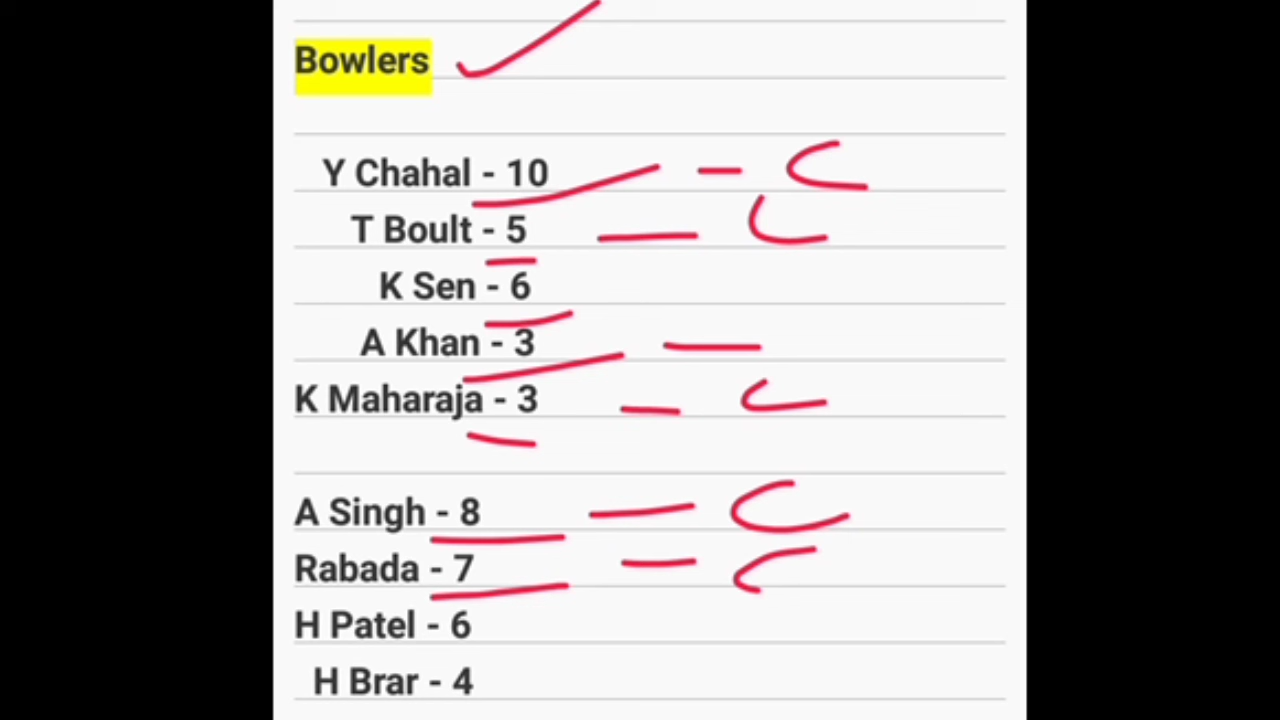 Bowlers
Y Chahal - 10 - C
T Boult - 5 - C
K Sen - 6
A Khan - 3 -
K Maharaja - 3 - C
A Singh - 8 - C
Rabada - 7 - C
H Patel - 6
H Brar - 4